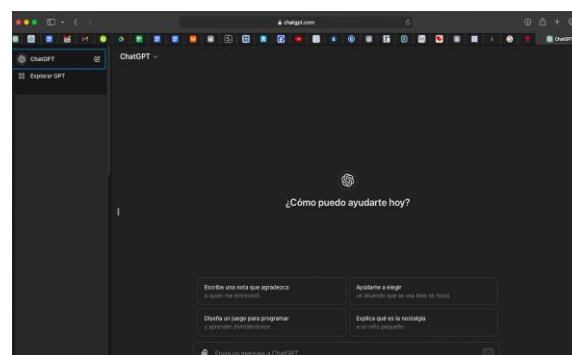 chatgpt.com
ChatGPT
ChatGPT
ChatGPT
Explorar GPT
¿Cómo puedo ayudarte hoy?
Escribe una nota que agradezca
a quien me entrevistó
Ayúdame a elegir
un atuendo que se vea bien en fotos
Diseña un juego para programar
y aprender divirtiéndonos
Explica qué es la nostalgia
a un niño pequeño
Envía un mensaje a ChatGPT